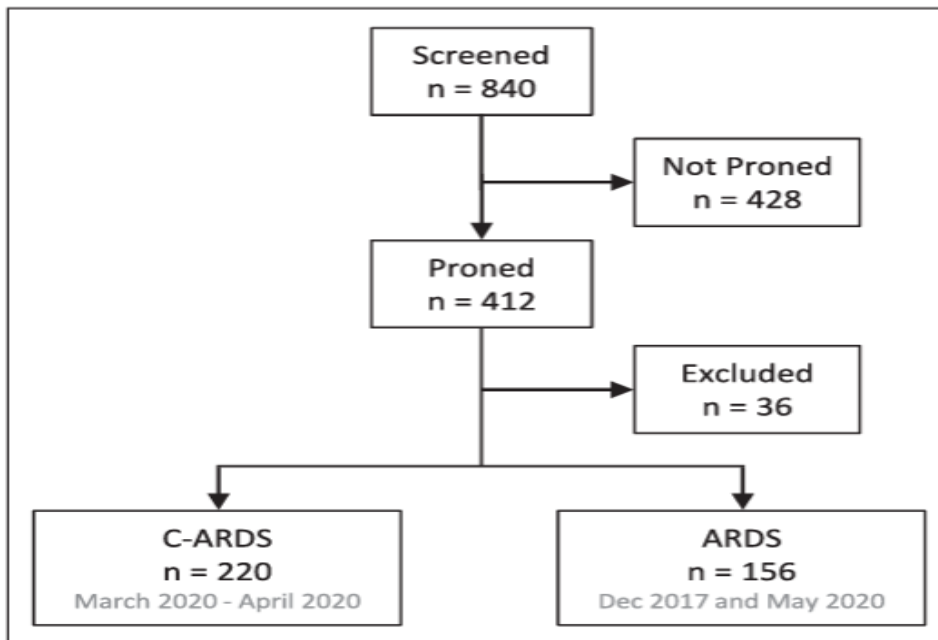 Screened
n = 840
Not Proned
n = 428
Proned
n = 412
Excluded
n = 36
C-ARDS
n = 220
March 2020 - April 2020
ARDS
n = 156
Dec 2017 and May 2020